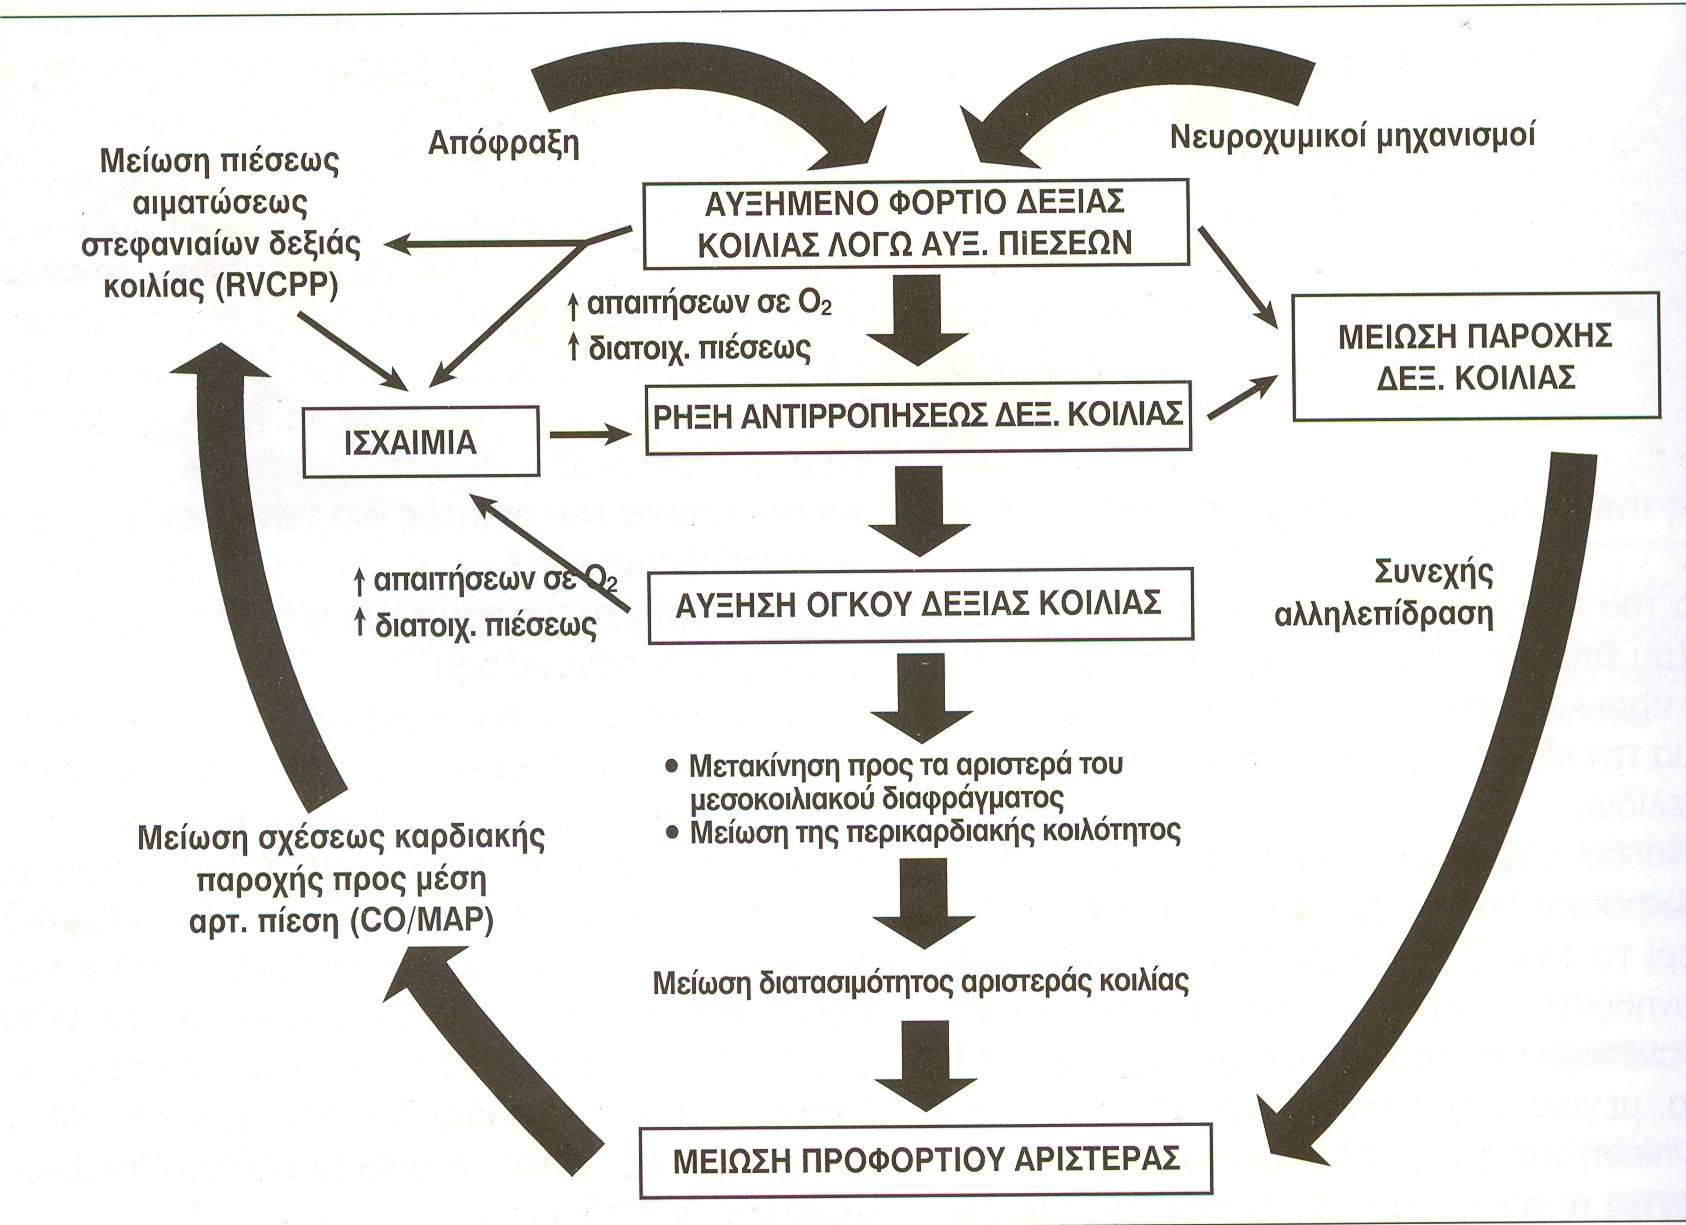 Απόφραξη
Νευροχυμικοί μηχανισμοί
Μείωση πιέσεως
αιματώσεως
στεφανιαίων δεξιάς
κοιλίας (RVCPP)
ΑΥΞΗΜΕΝΟ ΦΟΡΤΙΟ ΔΕΞΙΑΣ
ΚΟΙΛΙΑΣ ΛΟΓΩ ΑΥΞ. ΠΙΕΣΕΩΝ
↑ απαιτήσεων σε O₂
↑ διατοιχ. πιέσεως
ΜΕΙΩΣΗ ΠΑΡΟΧΗΣ
ΔΕΞ. ΚΟΙΛΙΑΣ
ΙΣΧΑΙΜΙΑ
ΡΗΞΗ ΑΝΤΙΡΡΟΠΗΣΕΩΣ ΔΕΞ. ΚΟΙΛΙΑΣ
↑ απαιτήσεων σε O₂
↑ διατοιχ. πιέσεως
ΑΥΞΗΣΗ ΟΓΚΟΥ ΔΕΞΙΑΣ ΚΟΙΛΙΑΣ
Συνεχής
αλληλεπίδραση
• Μετακίνηση προς τα αριστερά του
μεσοκοιλιακού διαφράγματος
• Μείωση της περικαρδιακής κοιλότητος
Μείωση σχέσεως καρδιακής
παροχής προς μέση
αρτ. πίεση (CO/MAP)
Μείωση διατασιμότητος αριστεράς κοιλίας
ΜΕΙΩΣΗ ΠΡΟΦΟΡΤΙΟΥ ΑΡΙΣΤΕΡΑΣ